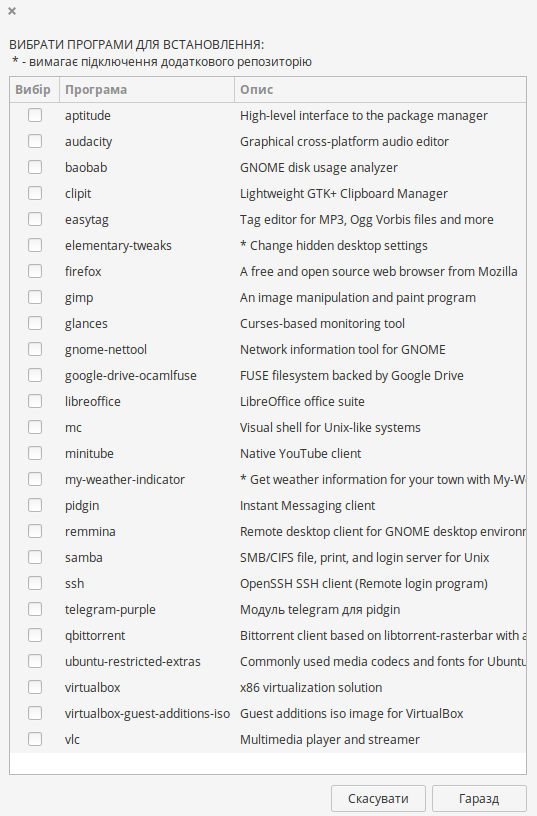 ВИБРАТИ ПРОГРАМИ ДЛЯ ВСТАНОВЛЕННЯ:
* - вимагає підключення додаткового репозиторію
Вибір Програма Опис
aptitude High-level interface to the package manager
audacity Graphical cross-platform audio editor
baobab GNOME disk usage analyzer
clipit Lightweight GTK+ Clipboard Manager
easytag Tag editor for MP3, Ogg Vorbis files and more
elementary-tweaks * Change hidden desktop settings
firefox A free and open source web browser from Mozilla
gimp An image manipulation and paint program
glances Curses-based monitoring tool
gnome-nettool Network information tool for GNOME
google-drive-ocamlfuse FUSE filesystem backed by Google Drive
libreoffice LibreOffice office suite
mc Visual shell for Unix-like systems
minitube Native YouTube client
my-weather-indicator * Get weather information for your town with My-W
pidgin Instant Messaging client
remmina Remote desktop client for GNOME desktop environ
samba SMB/CIFS file, print, and login server for Unix
ssh OpenSSH SSH client (Remote login program)
telegram-purple Модуль telegram для pidgin
qbittorrent Bittorrent client based on libtorrent-rasterbar with a
ubuntu-restricted-extras Commonly used media codecs and fonts for Ubuntu
virtualbox x86 virtualization solution
virtualbox-guest-additions-iso Guest additions iso image for VirtualBox
vlc Multimedia player and streamer
Скасувати Гаразд